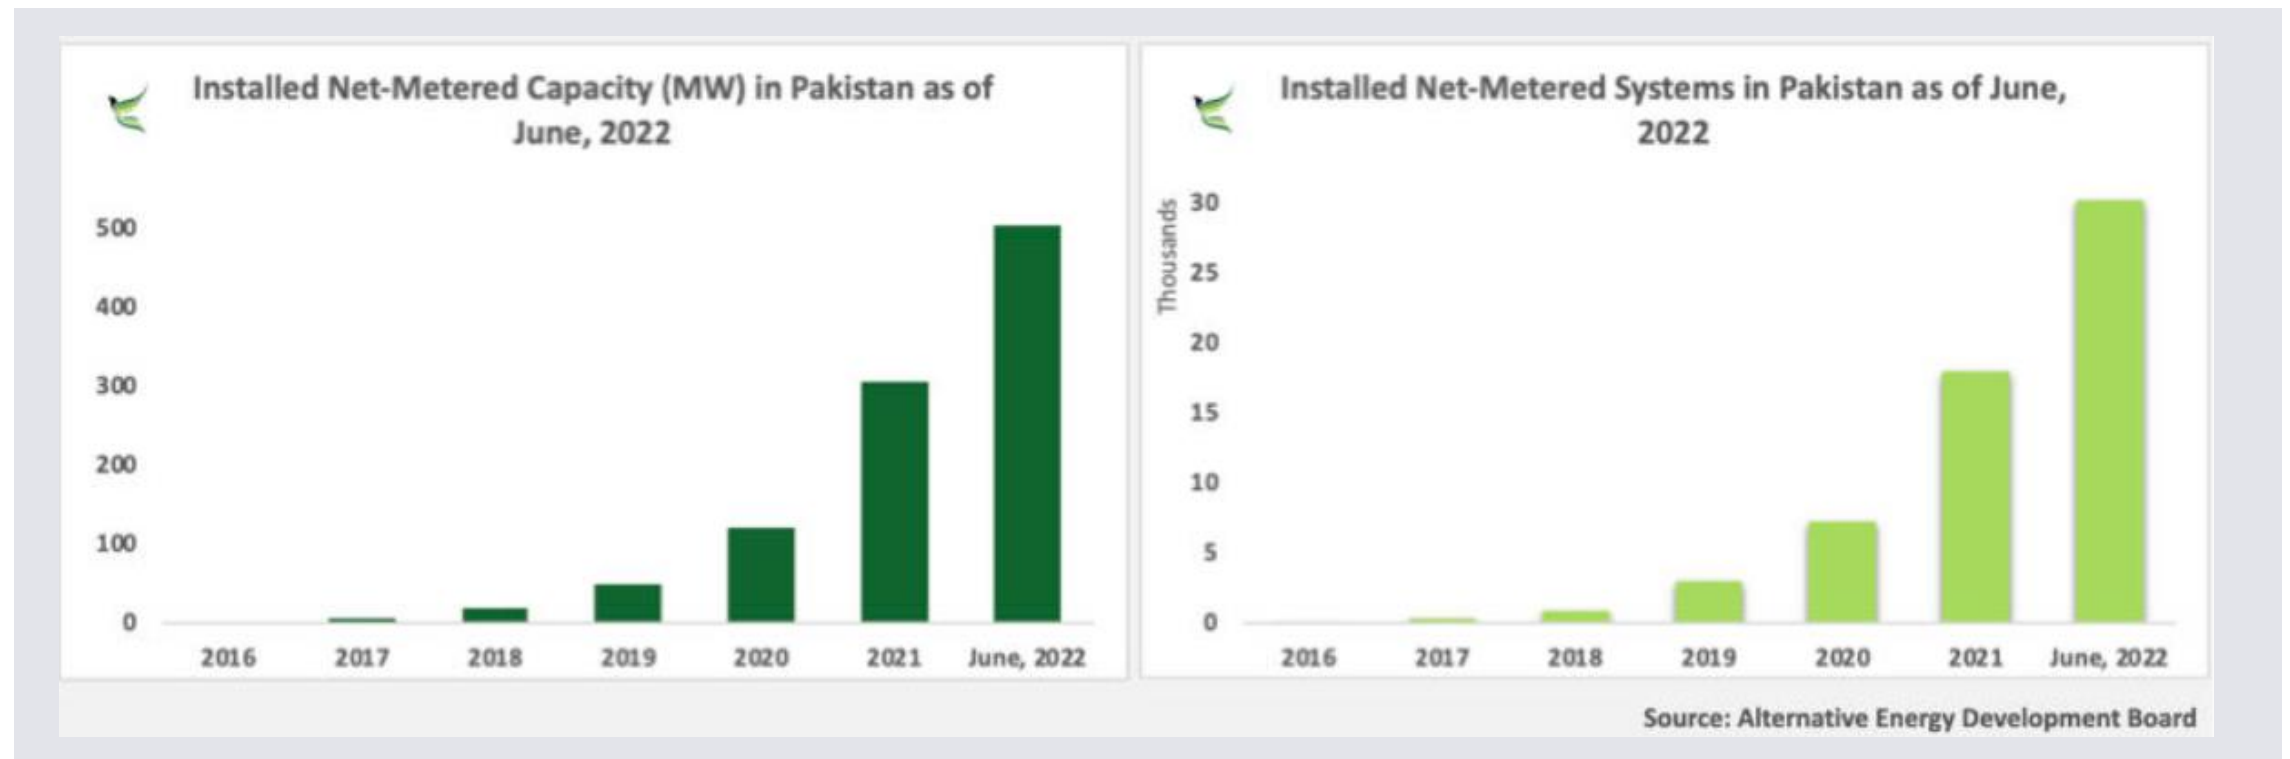 Installed Net-Metered Capacity (MW) in Pakistan as of
June, 2022
500
400
300
200
100
0
2016 2017 2018 2019 2020 2021 June, 2022
Installed Net-Metered Systems in Pakistan as of June,
2022
Thousands
30
25
20
15
10
5
0
2016 2017 2018 2019 2020 2021 June, 2022
Source: Alternative Energy Development Board